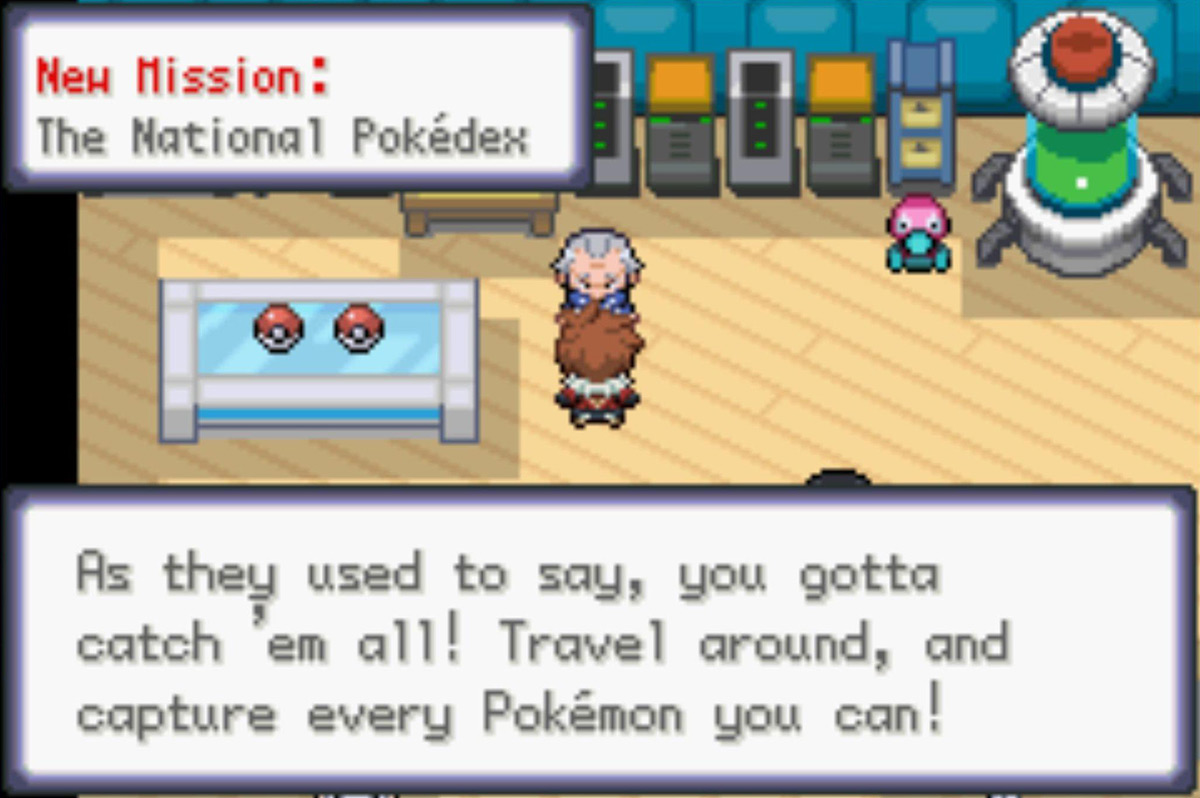 New Mission:
The National Pokédex
As they used to say, you gotta
catch 'em all! Travel around, and
capture every Pokémon you can!